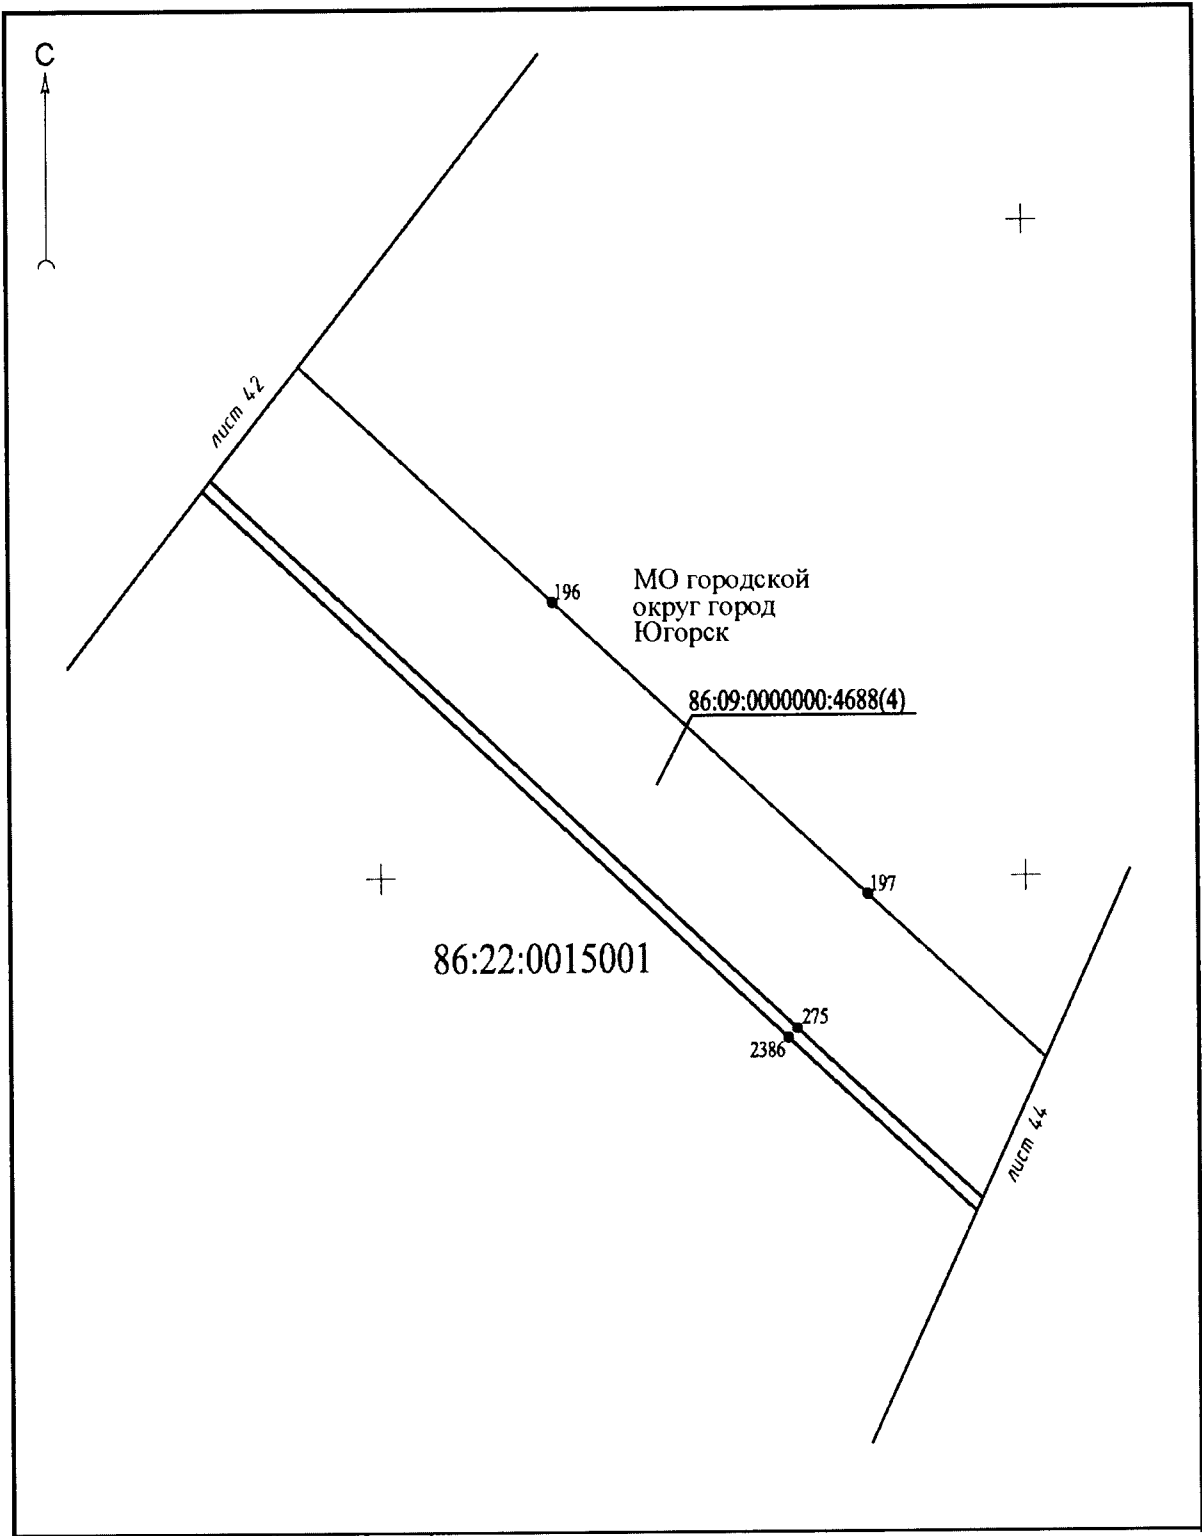 С
лист 42
196
МО городской
округ город
Югорск
86:09:0000000:4688(4)
197
86:22:0015001
275
2386
лист 44